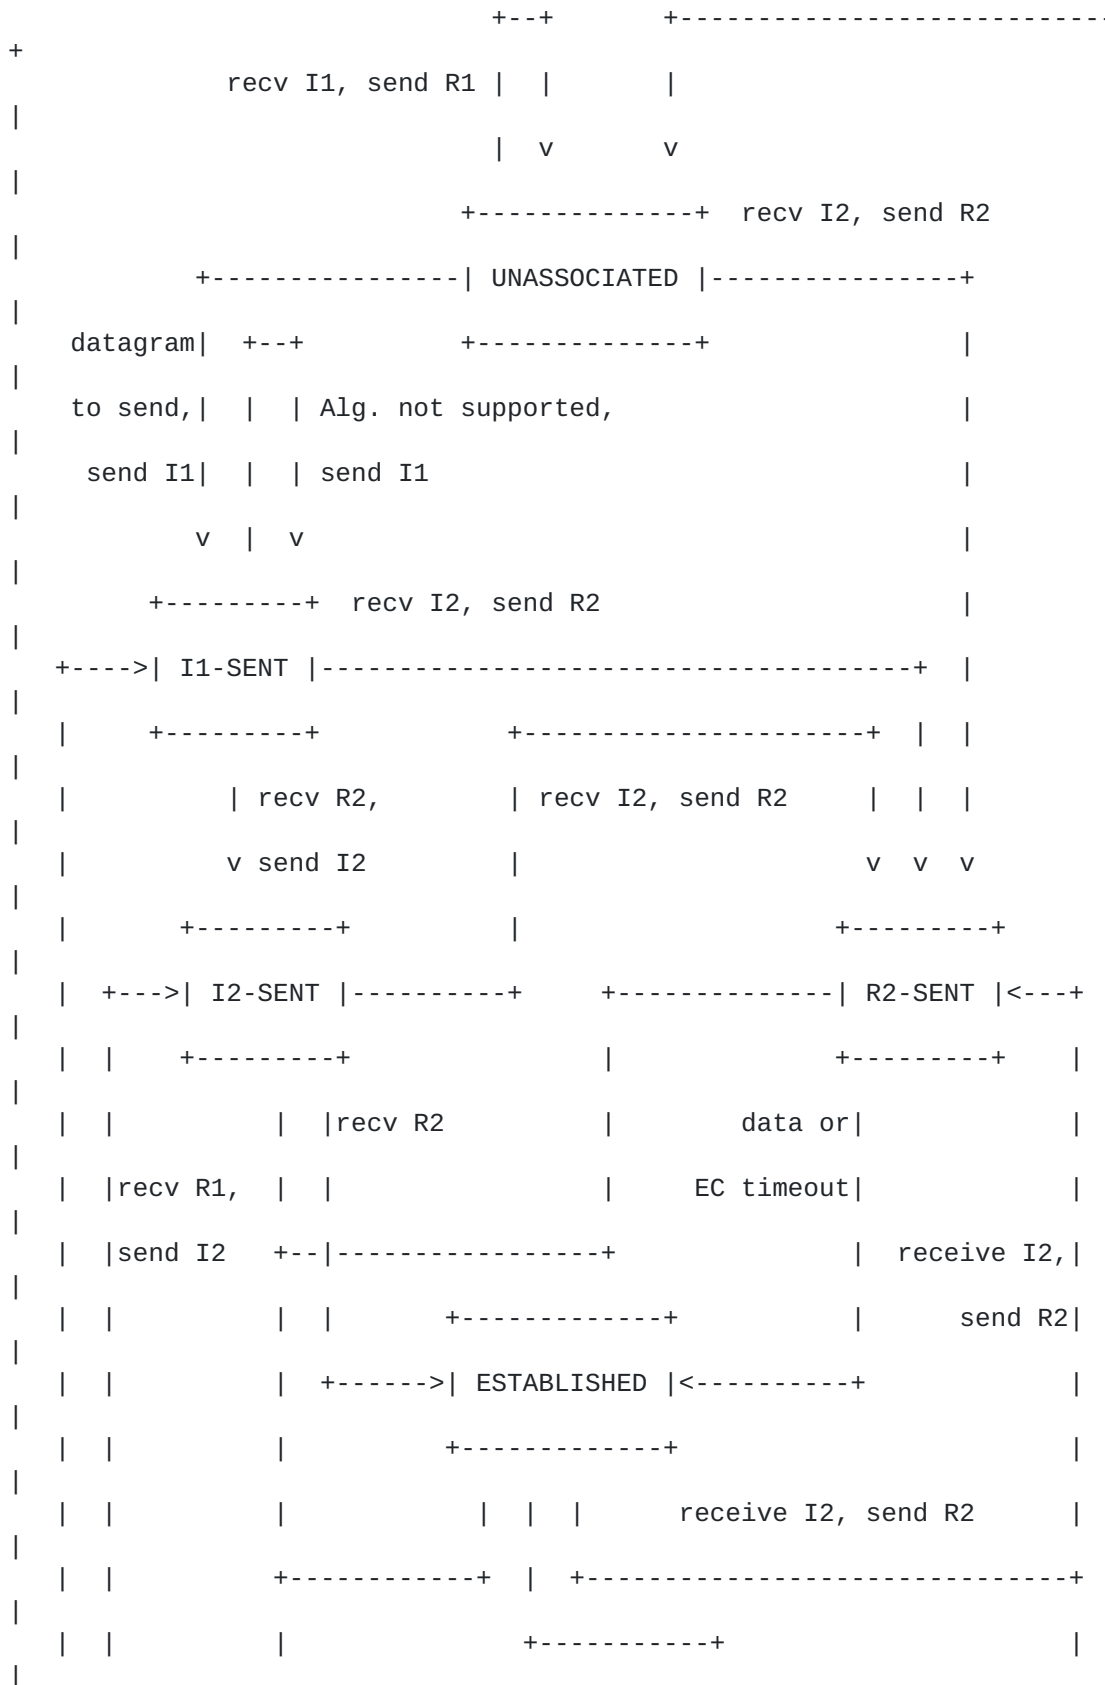 +--+       +---------------------------
+
              recv I1, send R1 |  |       |
|
                               |  v       v
|
                             +--------------+  recv I2, send R2
|
            +----------------| UNASSOCIATED |----------------+
|
    datagram|  +--+          +--------------+                |
|
    to send,|  |  | Alg. not supported,                      |
|
     send I1|  |  | send I1                                  |
|
            v  |  v                                          |
|
         +---------+  recv I2, send R2                       |
|
   +---->| I1-SENT |--------------------------------------+  |
|
   |     +---------+            +----------------------+  |  |
|
   |          | recv R2,        | recv I2, send R2     |  |  |
|
   |          v send I2         |                      v  v  v
|
   |       +---------+          |                    +---------+
|
   |  +--->| I2-SENT |----------+     +--------------| R2-SENT |<---+
|
   |  |    +---------+                |              +---------+    |
|
   |  |          |  |recv R2          |        data or|             |
|
   |  |recv R1,  |  |                 |     EC timeout|             |
|
   |  |send I2   +--|-----------------+               |  receive I2,|
|
   |  |          |  |       +-------------+           |      send R2|
|
   |  |          |  +------>| ESTABLISHED |<----------+             |
|
   |  |          |          +-------------+                         |
|
   |  |          |            |  |  |      receive I2, send R2      |
|
   |  |          +------------+  |  +-------------------------------+
|
   |  |          |               +-----------+                      |
|